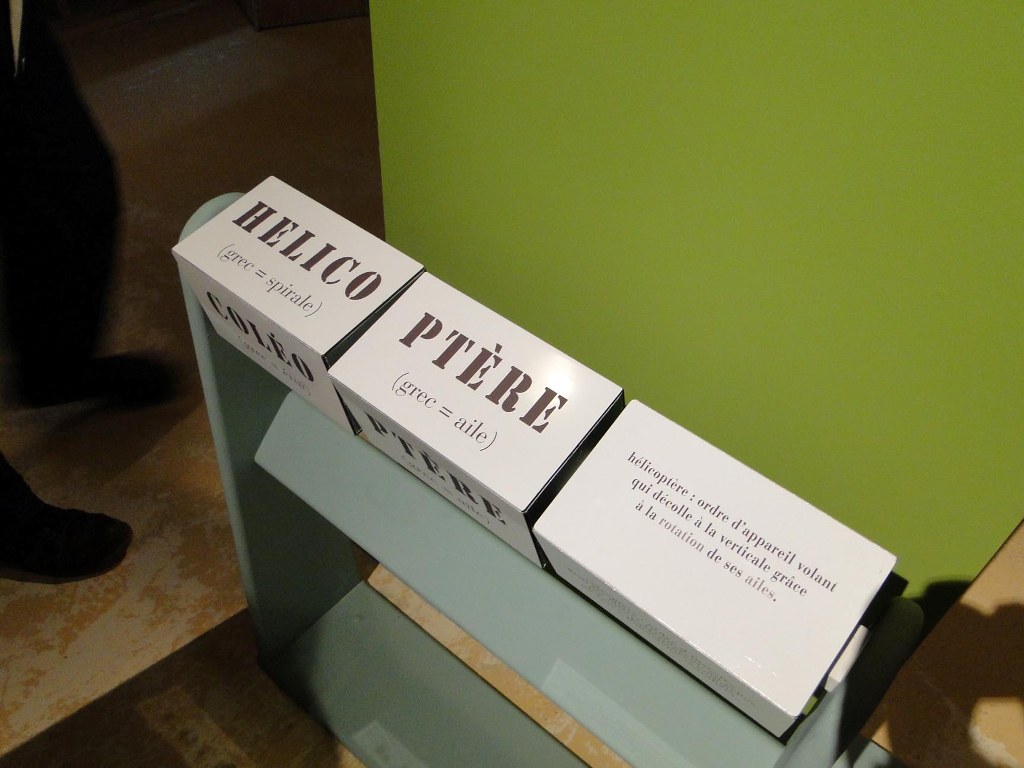 HELICO
(grec = spirale)
PTÈRE
(grec = aile)
hélicoptère : ordre d'appareil volant
qui décolle à la verticale grâce
à la rotation de ses ailes.
COLÉO
PTÈRE